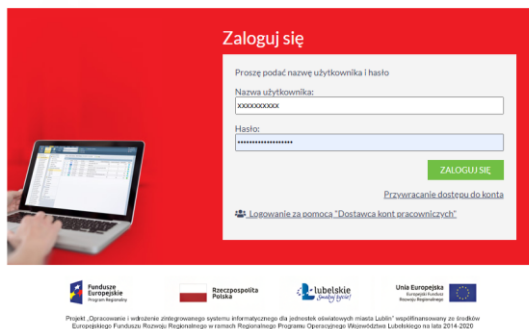 Zaloguj się
Proszę podać nazwę użytkownika i hasło
Nazwa użytkownika:
xxxxxxxxxx
Hasło:
••••••••••••••••••
ZALOGUJ SIĘ
Przywracanie dostępu do konta
Logowanie za pomocą "Dostawca kont pracowniczych"
Fundusze
Europejskie
Program Regionalny
Rzeczpospolita
Polska
lubelskie
Smakuj życie!
Unia Europejska
Europejski Fundusz
Rozwoju Regionalnego
Projekt „Opracowanie i wdrożenie zintegrowanego systemu informatycznego dla jednostek oświatowych miasta Lublin” współfinansowany ze środków
Europejskiego Funduszu Rozwoju Regionalnego w ramach Regionalnego Programu Operacyjnego Województwa Lubelskiego na lata 2014-2020